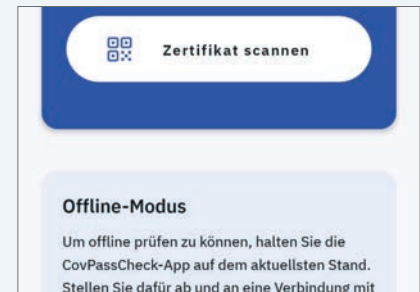 Zertifikat scannen
Offline-Modus
Um offline prüfen zu können, halten Sie die
CovPassCheck-App auf dem aktuellsten Stand.
Stellen Sie dafür ab und an eine Verbindung mit